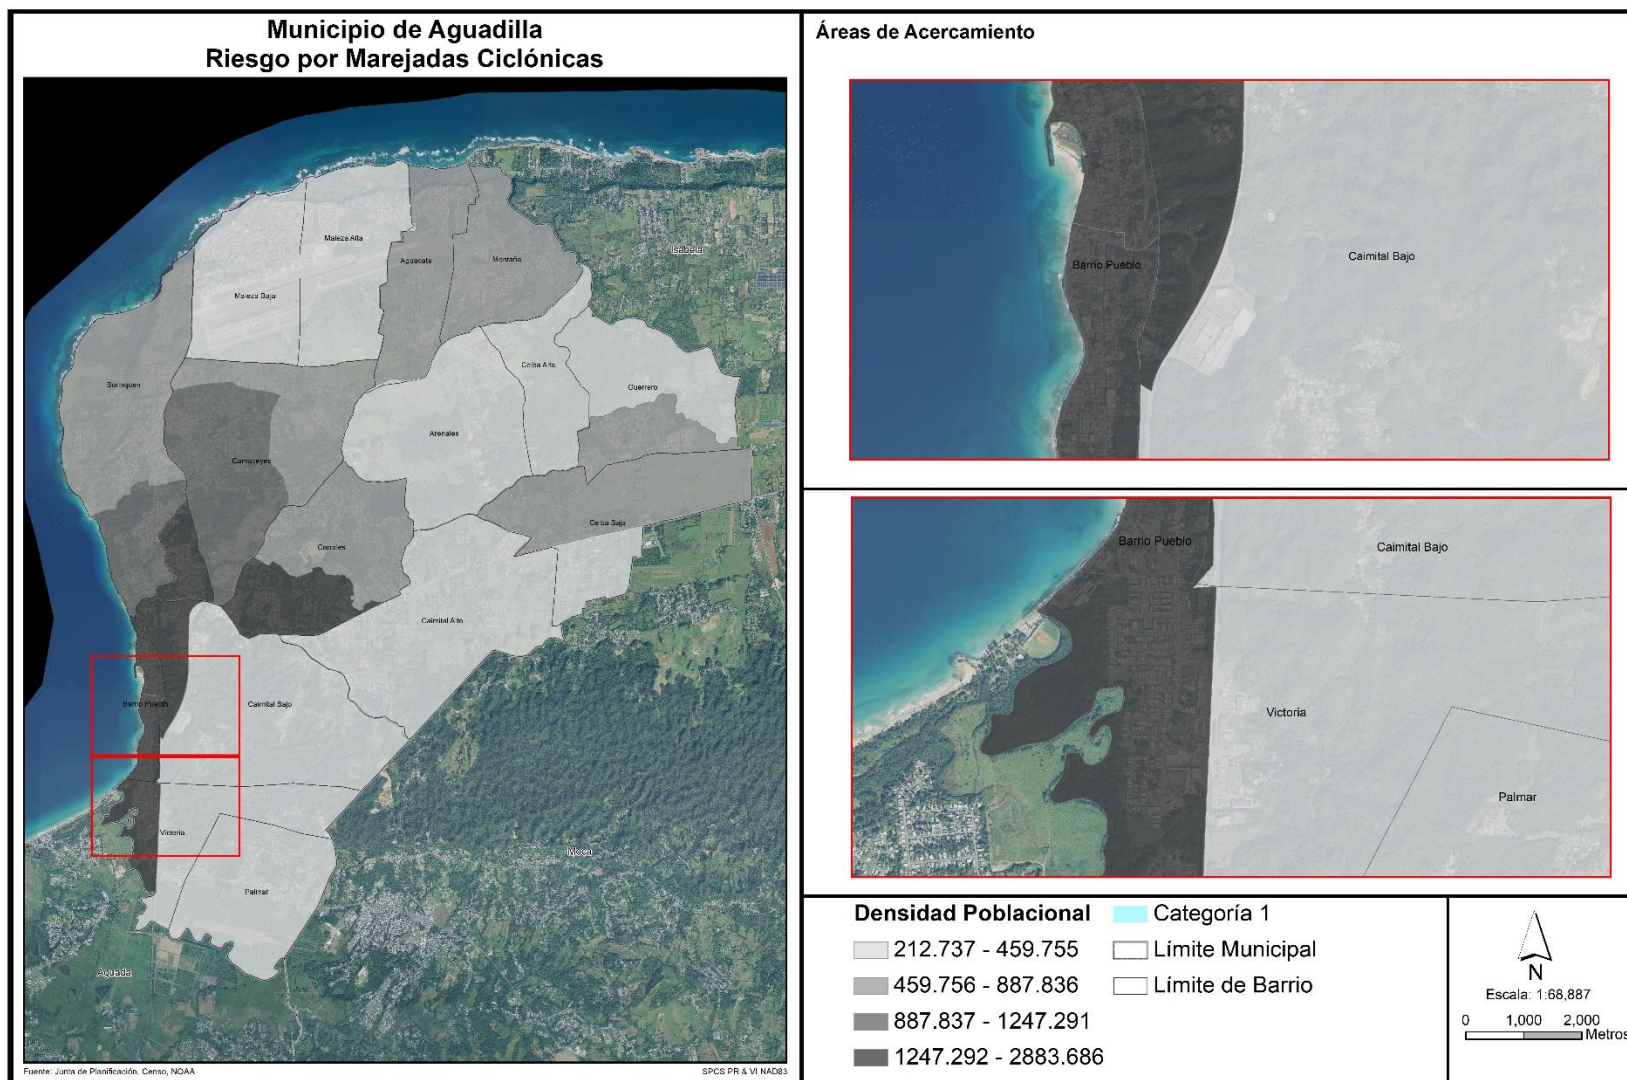 Municipio de Aguadilla
Riesgo por Marejadas Ciclónicas
Isabela
Maleza Alta
Aguacate
Montaña
Maleza Baja
Borinquen
Ceiba Alta
Guerrero
Arenales
Camaceyes
Ceiba Baja
Corrales
Caimital Alto
Barrio Pueblo
Caimital Bajo
Victoria
Moca
Palmar
Aguada
Fuente: Junta de Planificación, Censo, NOAA
SPCS PR & VI NAD83
Áreas de Acercamiento
Barrio Pueblo
Caimital Bajo
Barrio Pueblo
Caimital Bajo
Victoria
Palmar
Densidad Poblacional
212.737 - 459.755
459.756 - 887.836
887.837 - 1247.291
1247.292 - 2883.686
Categoría 1
Límite Municipal
Límite de Barrio
N
Escala: 1:68,887
0 1,000 2,000
Metros